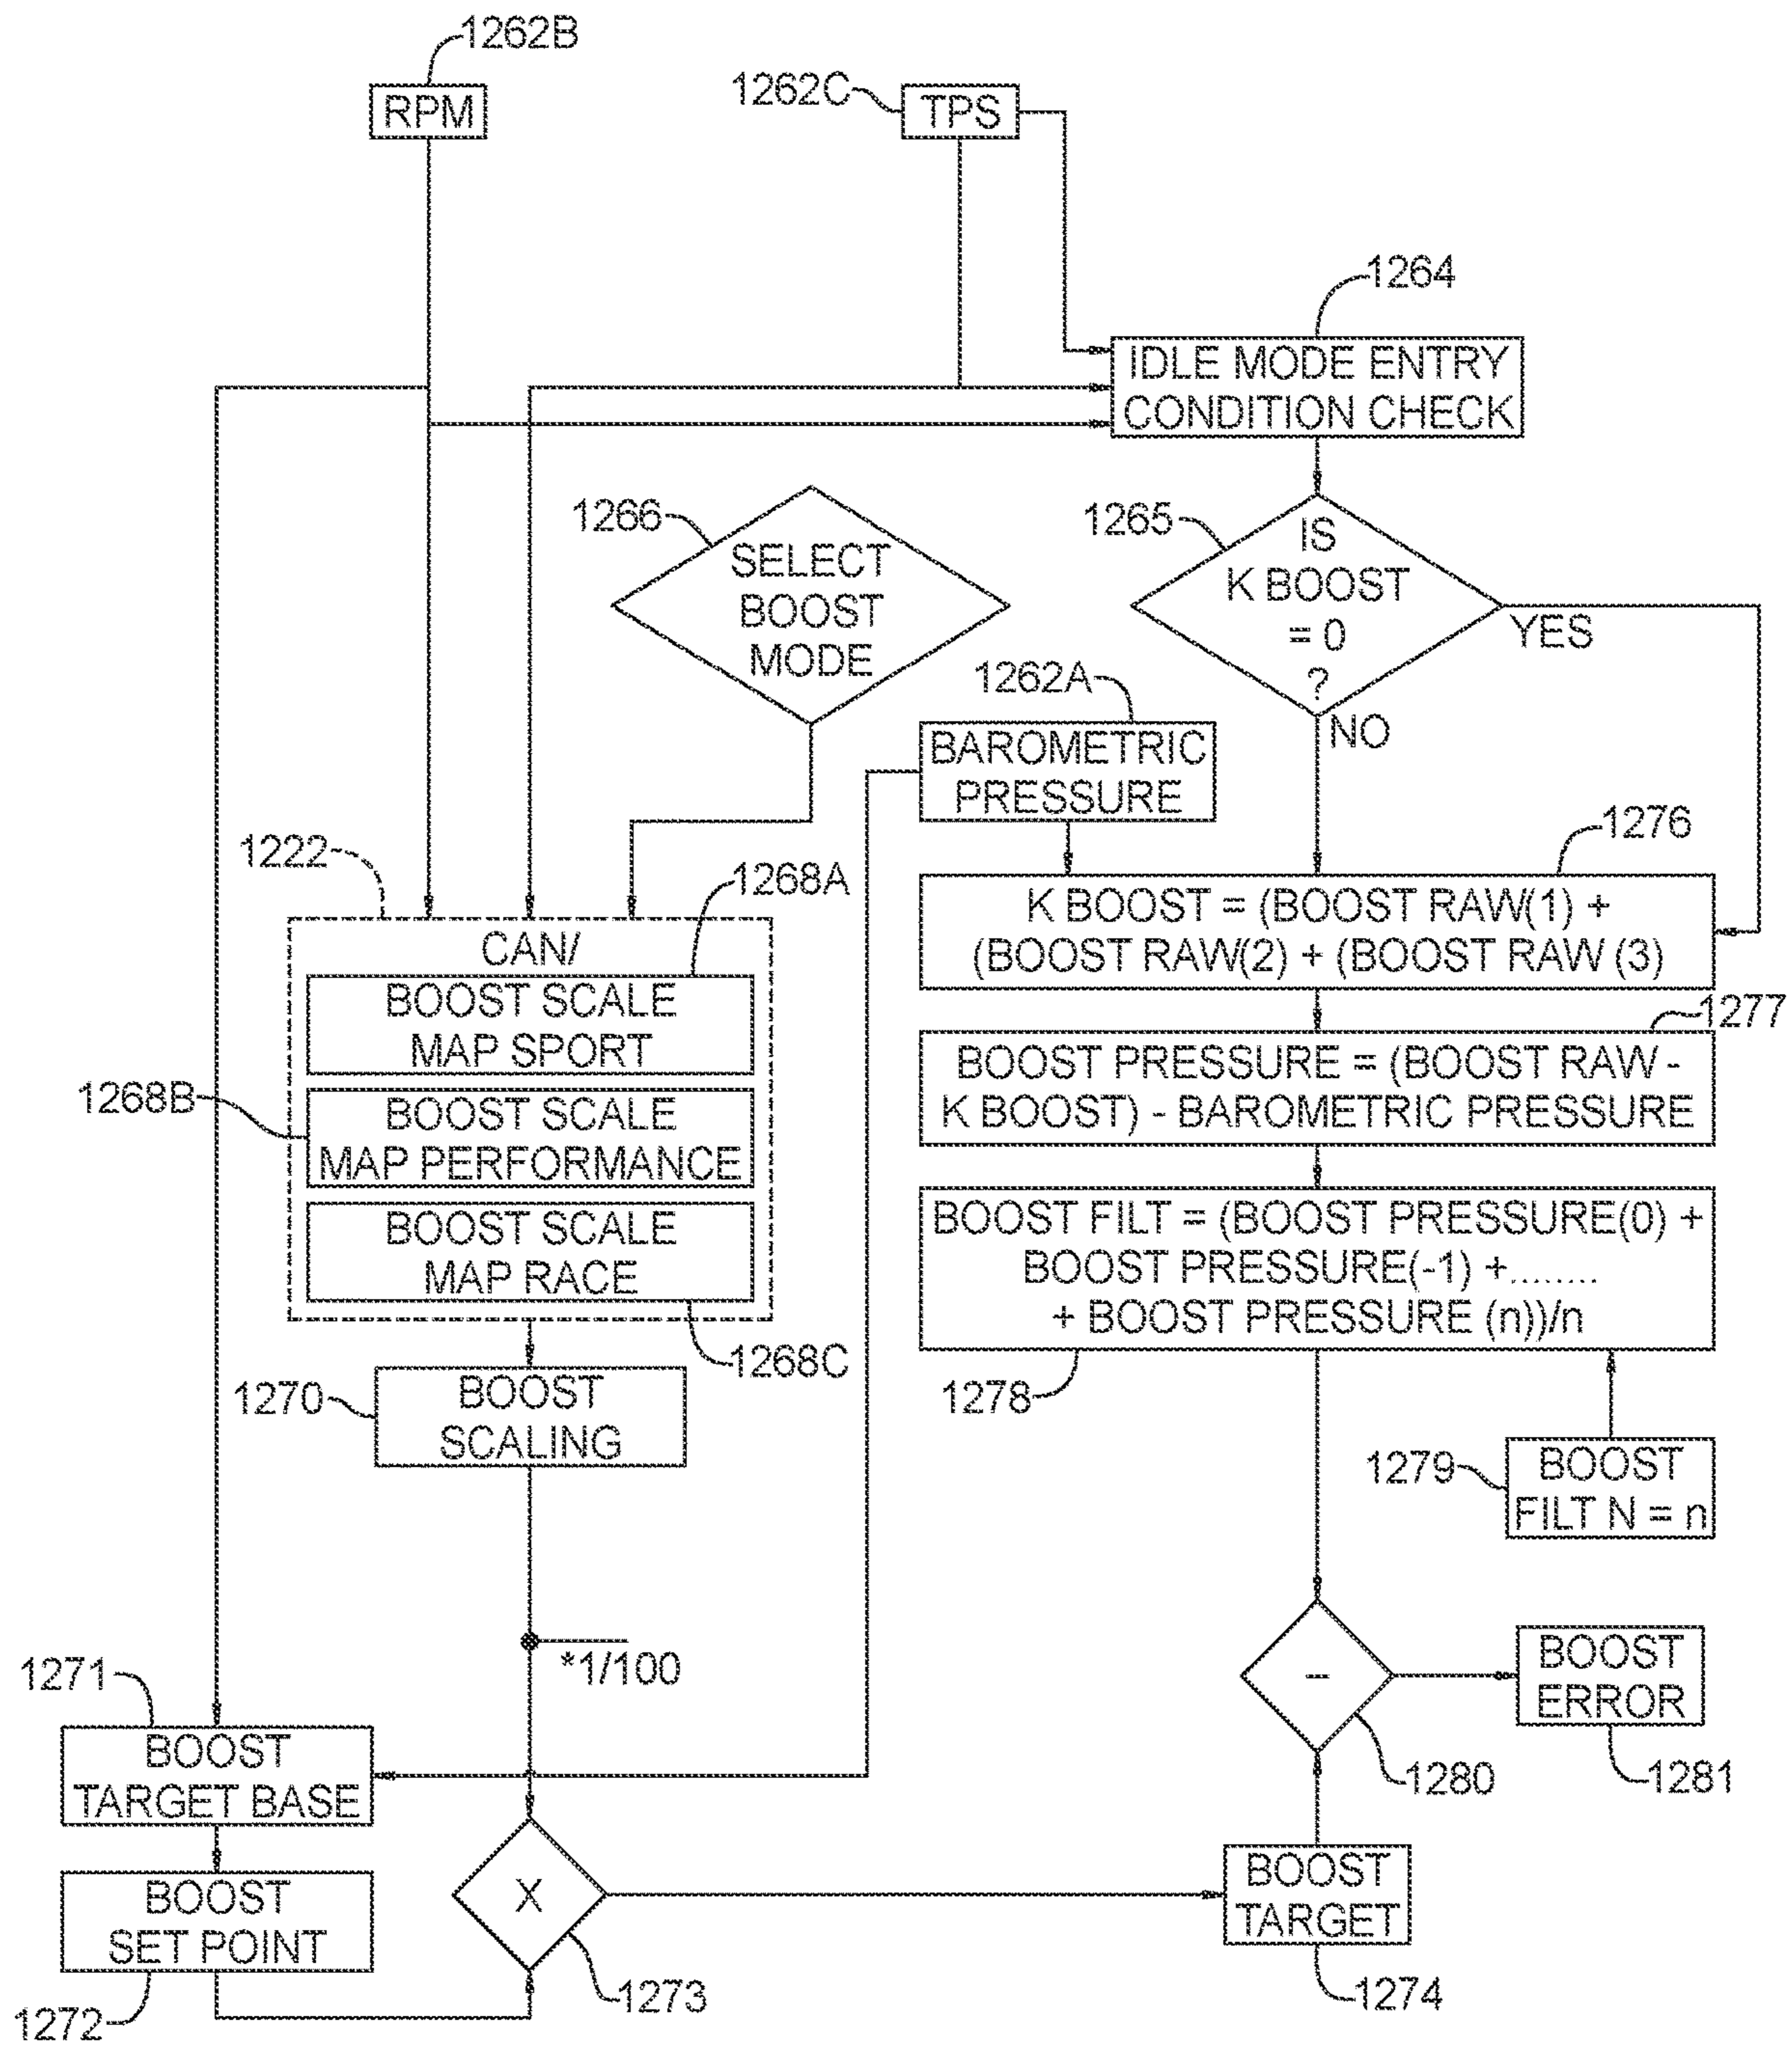 1262B
RPM
1262C
TPS
1264
IDLE MODE ENTRY
CONDITION CHECK
1266
SELECT
BOOST
MODE
1265
IS
K BOOST
= 0
?
YES
NO
1262A
BAROMETRIC
PRESSURE
1222
CAN/
1268A
BOOST SCALE
MAP SPORT
1268B
BOOST SCALE
MAP PERFORMANCE
BOOST SCALE
MAP RACE
1268C
1276
K BOOST = (BOOST RAW(1) +
(BOOST RAW(2) + (BOOST RAW (3)
1277
BOOST PRESSURE = (BOOST RAW -
K BOOST) - BAROMETRIC PRESSURE
BOOST FILT = (BOOST PRESSURE(0) +
BOOST PRESSURE(-1) +........
+ BOOST PRESSURE (n))/n
1278
1279
BOOST
FILT N = n
1270
BOOST
SCALING
*1/100
1271
BOOST
TARGET BASE
BOOST
SET POINT
1272
X
1273
BOOST
TARGET
1274
–
1280
BOOST
ERROR
1281